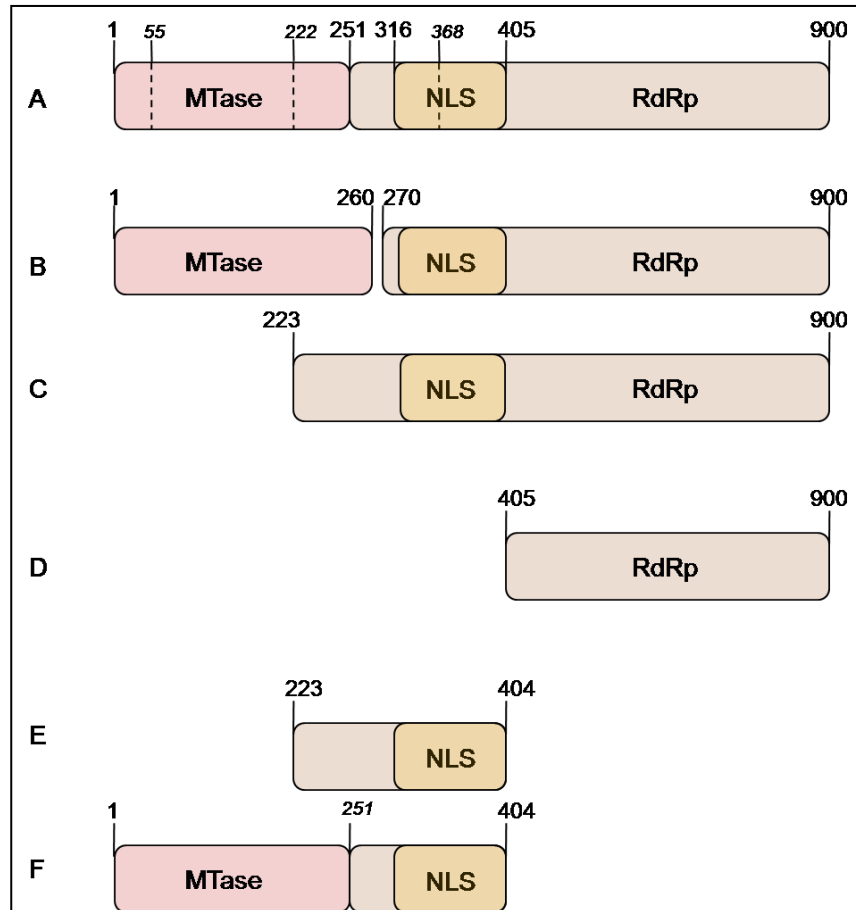 1 55 222 251 316 368 405 900
A MTase NLS RdRp
1 260 270 900
B MTase NLS RdRp
223 900
C NLS RdRp
405 900
D RdRp
223 404
E NLS
1 251 404
F MTase NLS